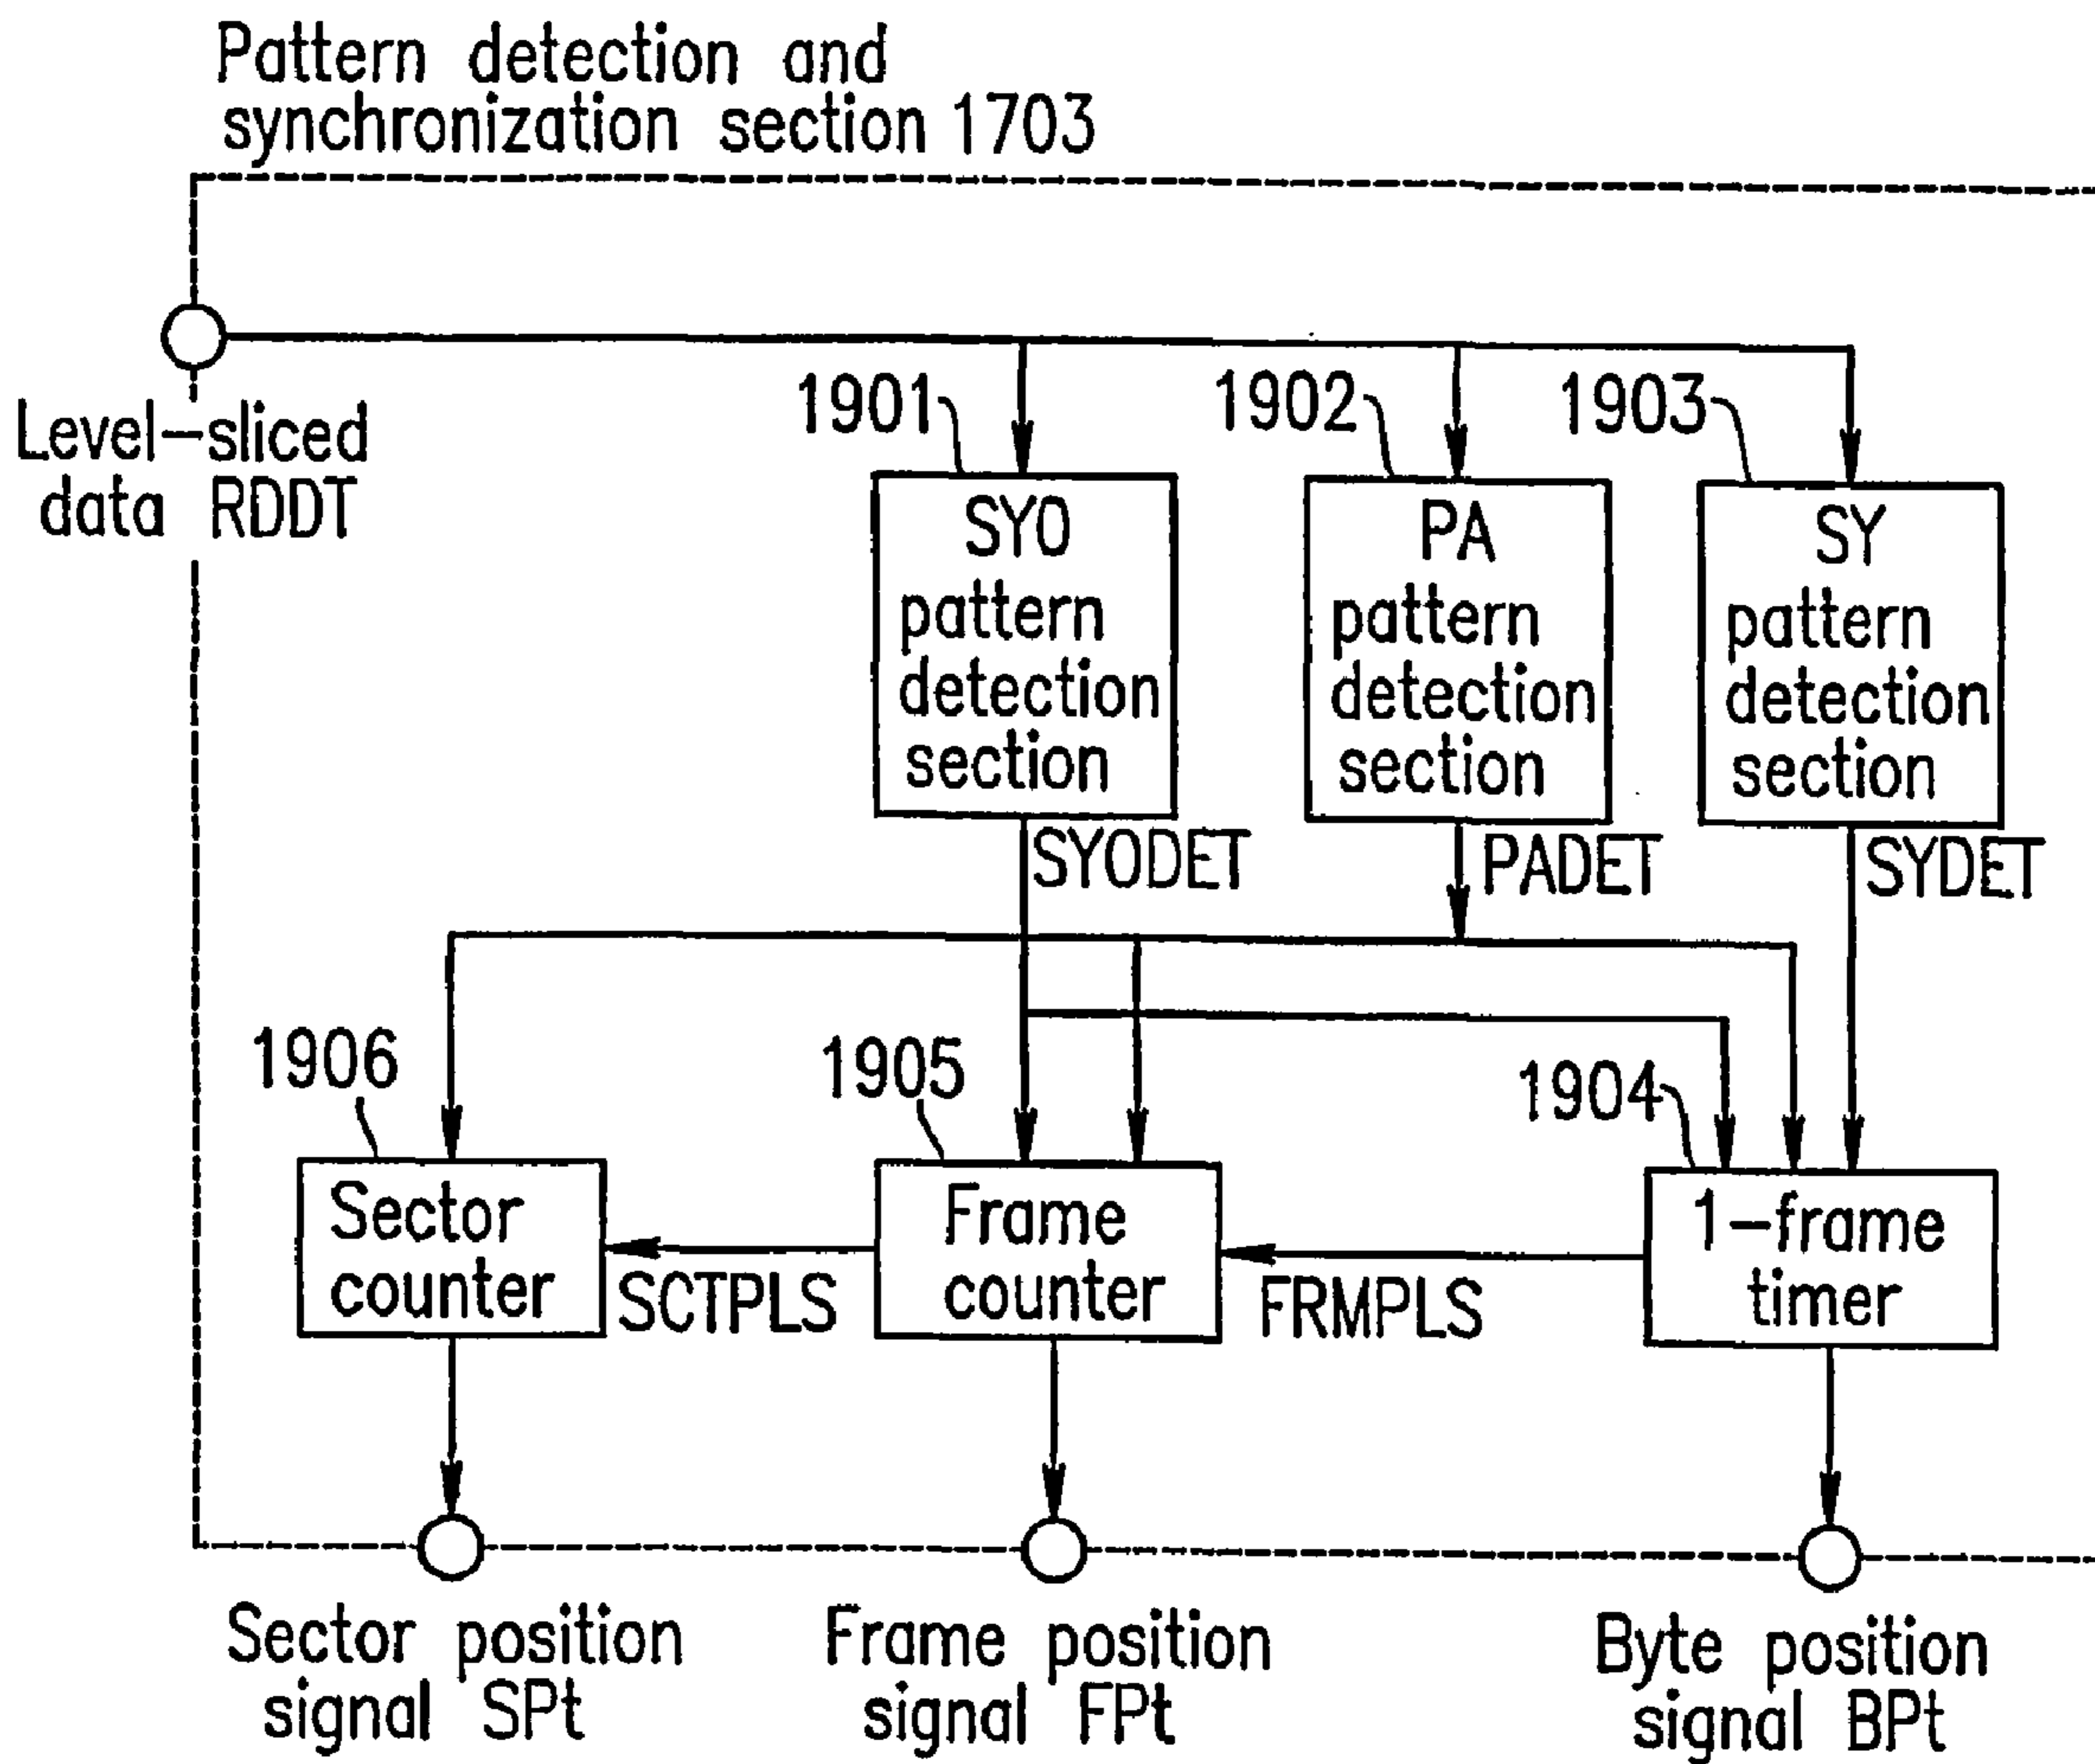 Pattern detection and
synchronization section 1703
Level-sliced
data RDDT
1901
1902
1903
SYO
pattern
detection
section
PA
pattern
detection
section
SY
pattern
detection
section
SYODET
PADET
SYDET
1906
1905
1904
Sector
counter
SCTPLS
Frame
counter
FRMPLS
1-frame
timer
Sector position
signal SPt
Frame position
signal FPt
Byte position
signal BPt